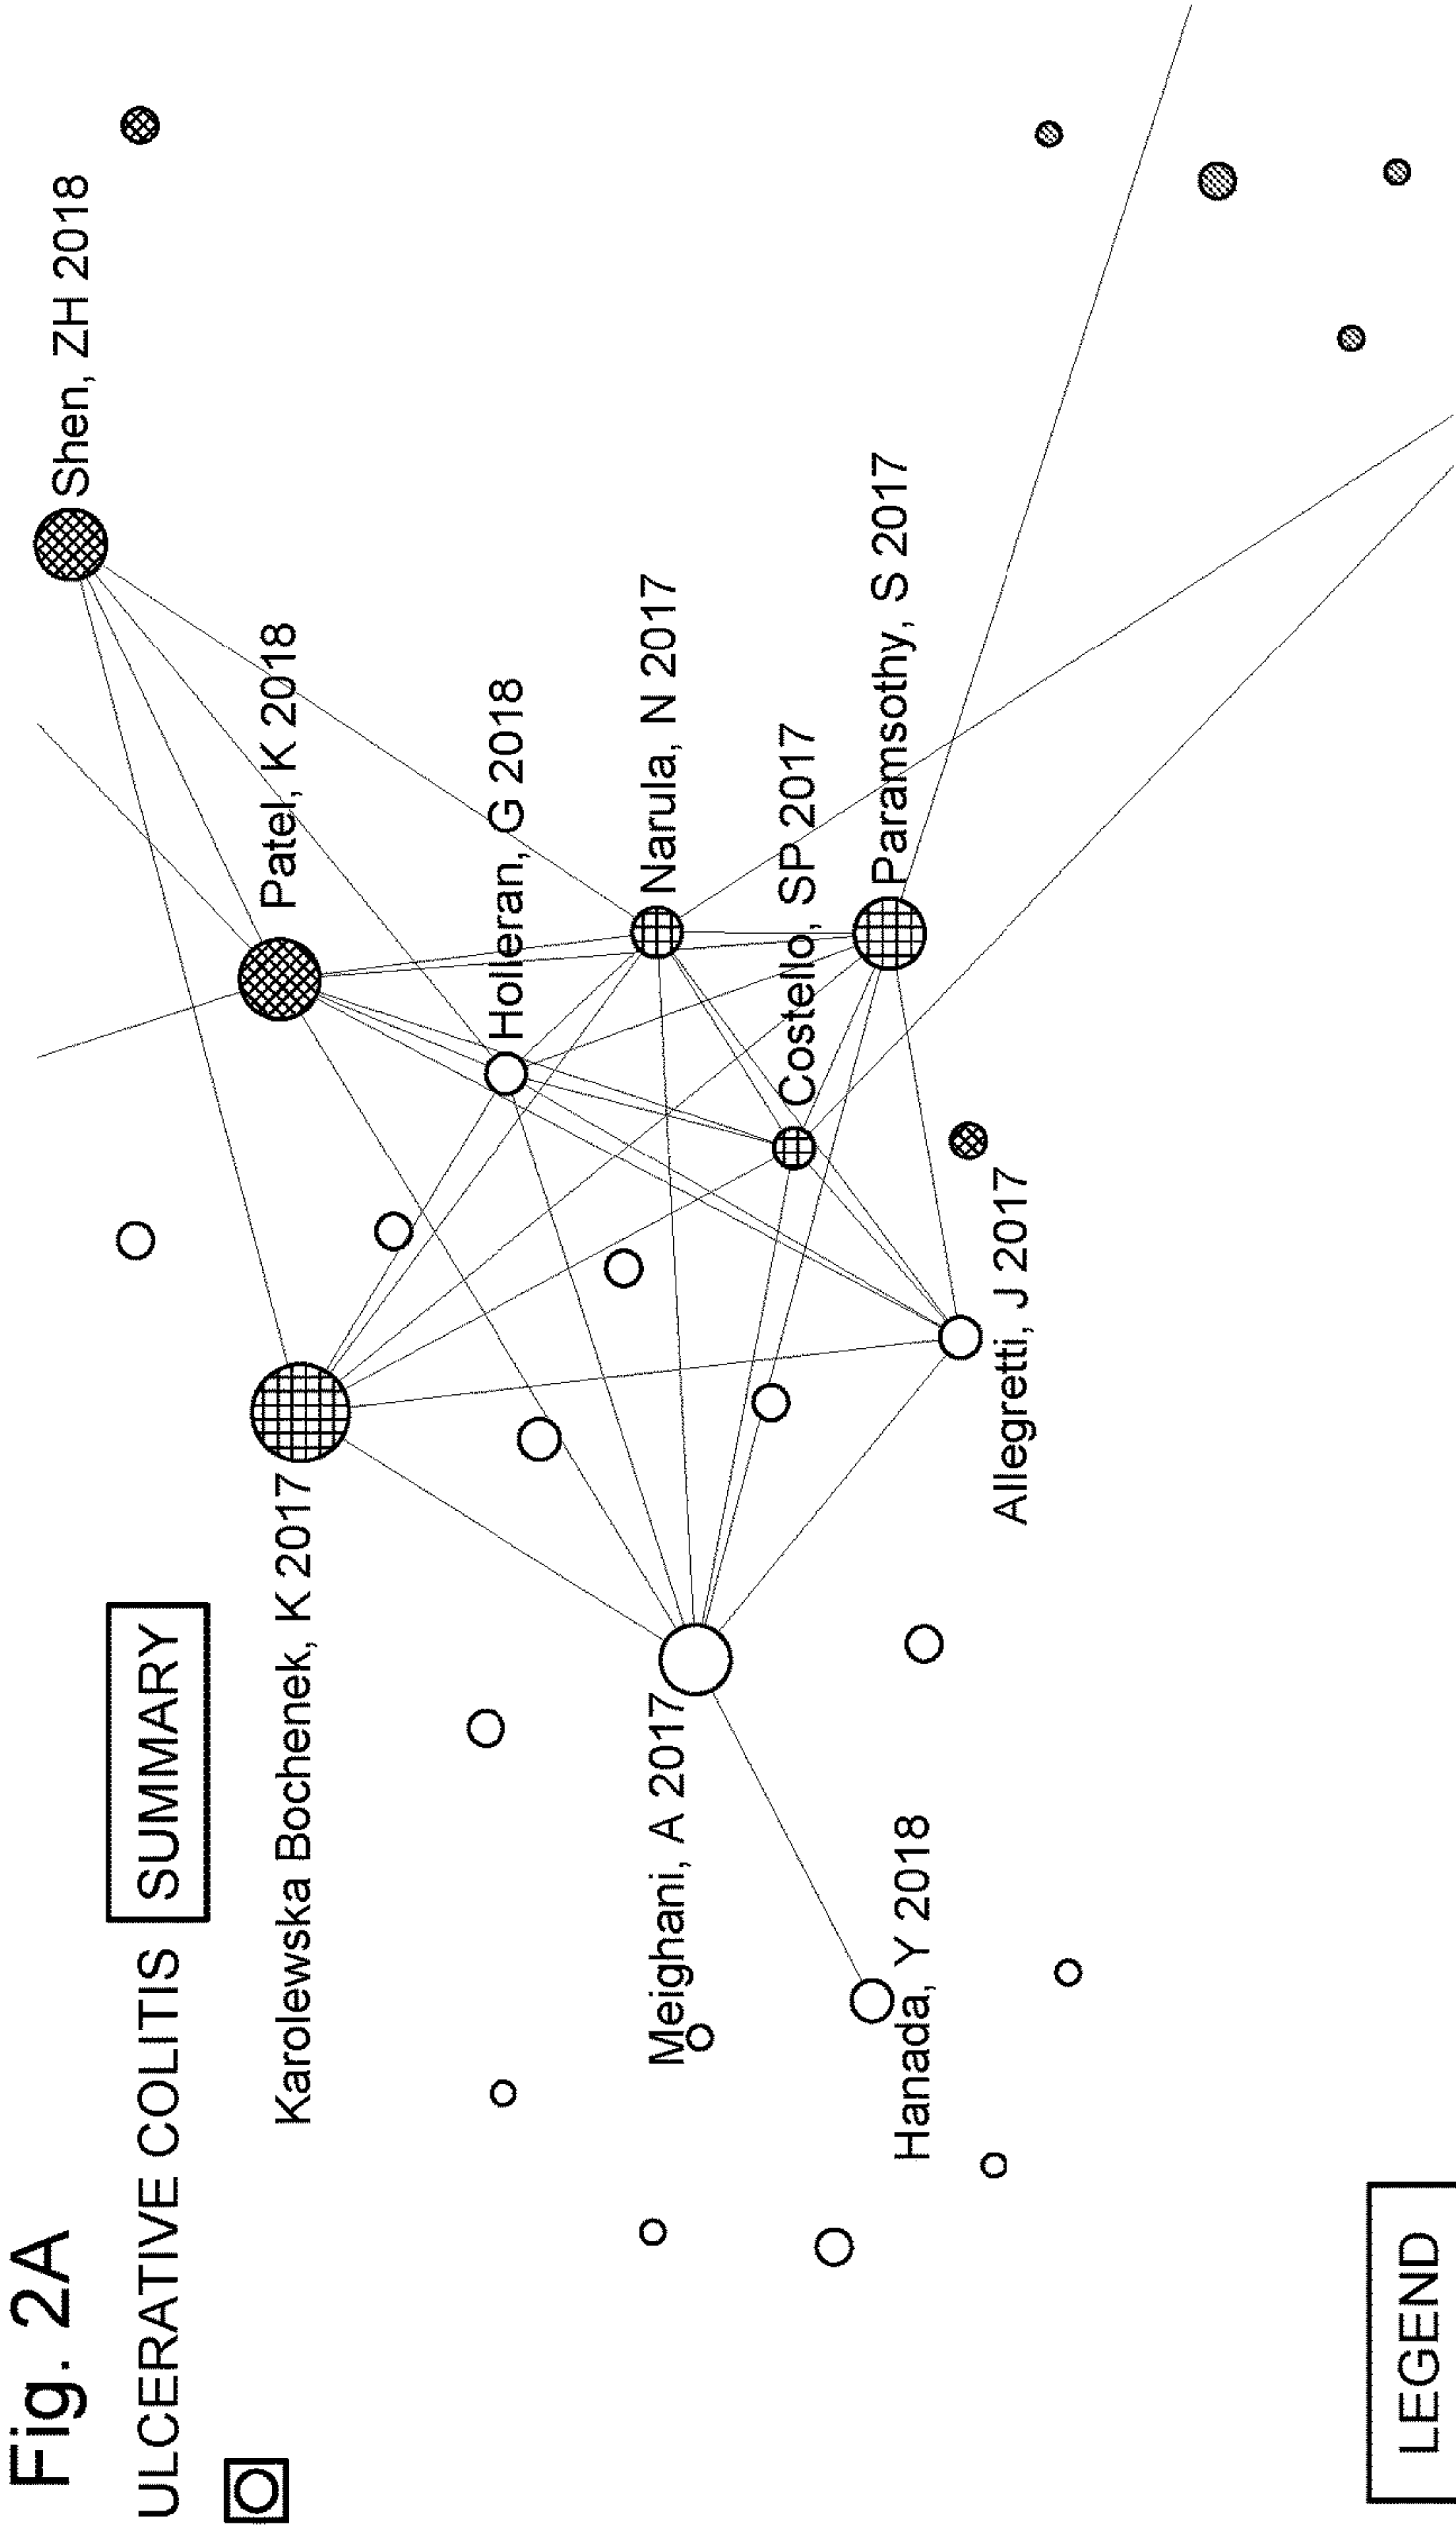 Fig. 2A
ULCERATIVE COLITIS
SUMMARY
Shen, ZH 2018
Patel, K 2018
Karolewska Bochenek, K 2017
Holleran, G 2018
Narula, N 2017
Meighani, A 2017
Costello, SP 2017
Paramsothy, S 2017
Hanada, Y 2018
Allegretti, J 2017
LEGEND